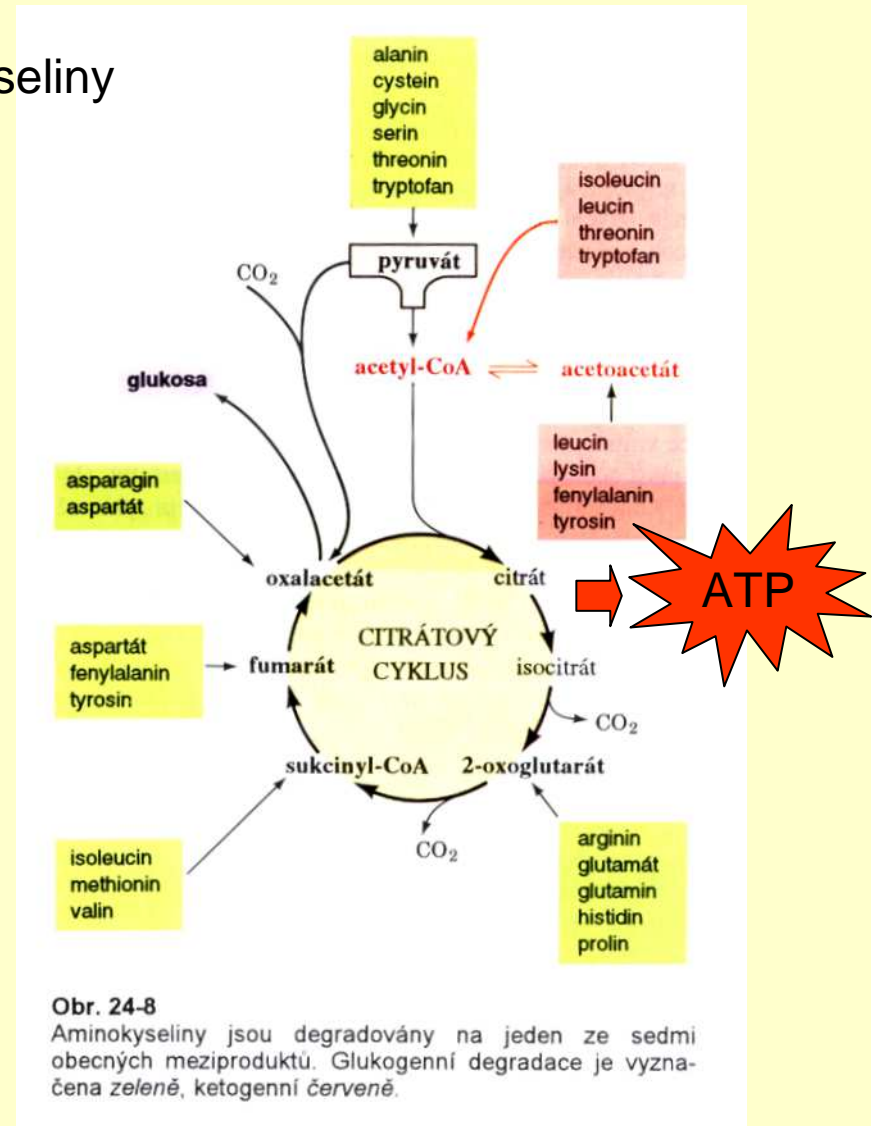 seliny
alanin
cystein
glycin
serin
threonin
tryptofan
isoleucin
leucin
threonin
tryptofan
pyruvát
CO₂
acetyl-CoA
acetoacetát
glukosa
leucin
lysin
fenylalanin
tyrosin
asparagin
aspartát
ATP
oxalacetát
citrát
CITRÁTOVÝ
CYKLUS
aspartát
fenylalanin
tyrosin
fumarát
isocitrát
CO₂
sukcinyl-CoA
2-oxoglutarát
CO₂
isoleucin
methionin
valin
arginin
glutamát
glutamin
histidin
prolin
Obr. 24-8
Aminokyseliny jsou degradovány na jeden ze sedmi
obecných meziproduktů. Glukogenní degradace je vyzna-
čena zeleně, ketogenní červeně.